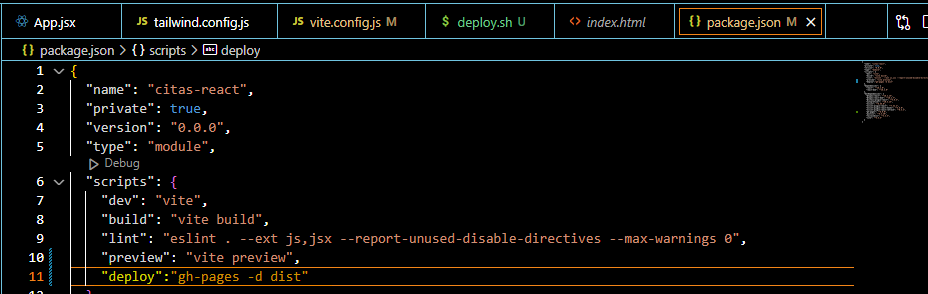 App.jsx JS tailwind.config.js JS vite.config.js M $ deploy.sh U <> index.html {} package.json M
{} package.json > {} scripts > abc deploy
1 {
2 "name": "citas-react",
3 "private": true,
4 "version": "0.0.0",
5 "type": "module",
Debug
6 "scripts": {
7 "dev": "vite",
8 "build": "vite build",
9 "lint": "eslint . --ext js,jsx --report-unused-disable-directives --max-warnings 0",
10 "preview": "vite preview",
11 "deploy":"gh-pages -d dist"
12 }